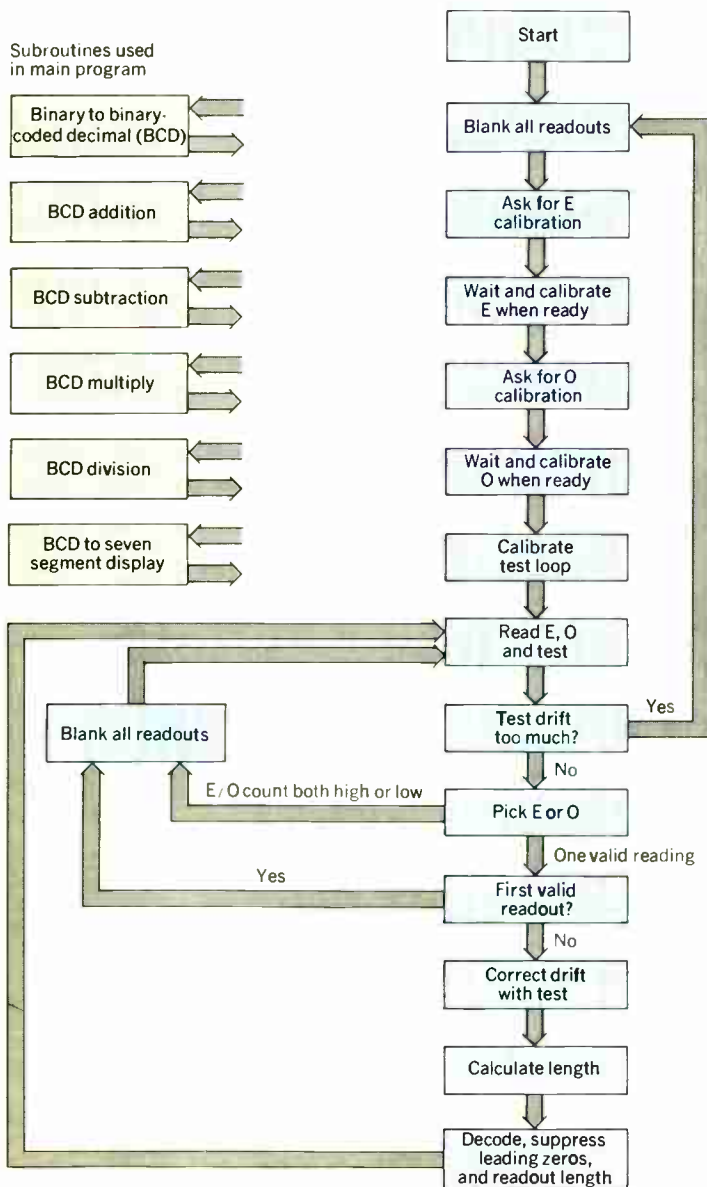 Subroutines used
in main program
Binary to binary-
coded decimal (BCD)
BCD addition
BCD subtraction
BCD multiply
BCD division
BCD to seven
segment display
Start
Blank all readouts
Ask for E
calibration
Wait and calibrate
E when ready
Ask for O
calibration
Wait and calibrate
O when ready
Calibrate
test loop
Read E, O
and test
Test drift
too much?
Yes
No
Blank all readouts
E/O count both high or low
Pick E or O
One valid reading
Yes
First valid
readout?
No
Correct drift
with test
Calculate length
Decode, suppress
leading zeros,
and readout length